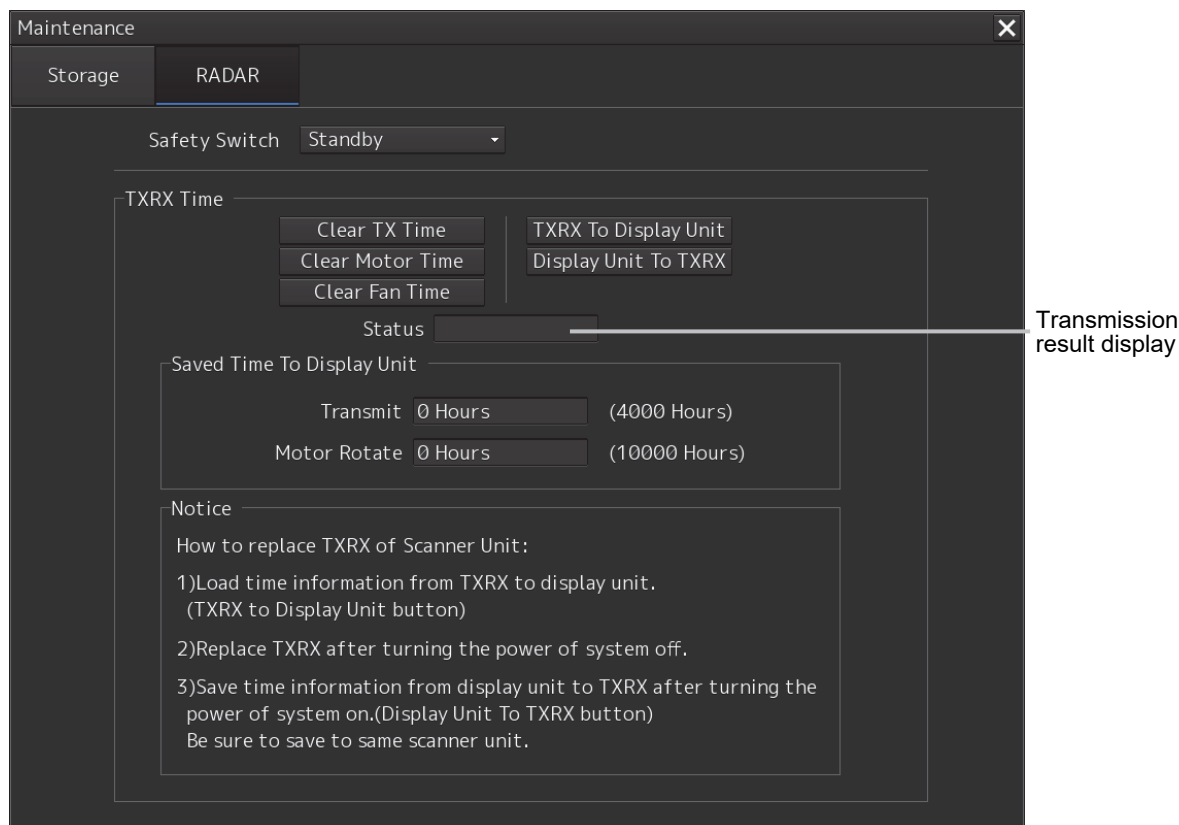 Maintenance
Storage
RADAR
Safety Switch Standby
TXRX Time
Clear TX Time
TXRX To Display Unit
Clear Motor Time
Display Unit To TXRX
Clear Fan Time
Status
Transmission
result display
Saved Time To Display Unit
Transmit 0 Hours (4000 Hours)
Motor Rotate 0 Hours (10000 Hours)
Notice
How to replace TXRX of Scanner Unit:
1)Load time information from TXRX to display unit.
(TXRX to Display Unit button)
2)Replace TXRX after turning the power of system off.
3)Save time information from display unit to TXRX after turning the
power of system on.(Display Unit To TXRX button)
Be sure to save to same scanner unit.